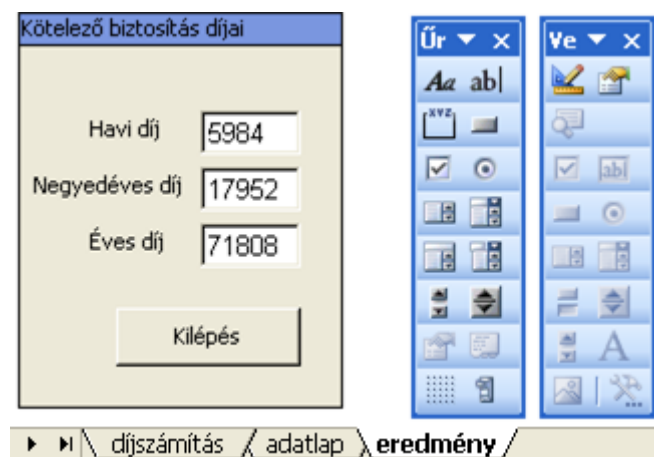 Kötelező biztosítás díjai
Havi díj 5984
Negyedéves díj 17952
Éves díj 71808
Kilépés
Űr
Aa ab|
XYZ
Ve
ab|
A
díjszámítás adatlap eredmény